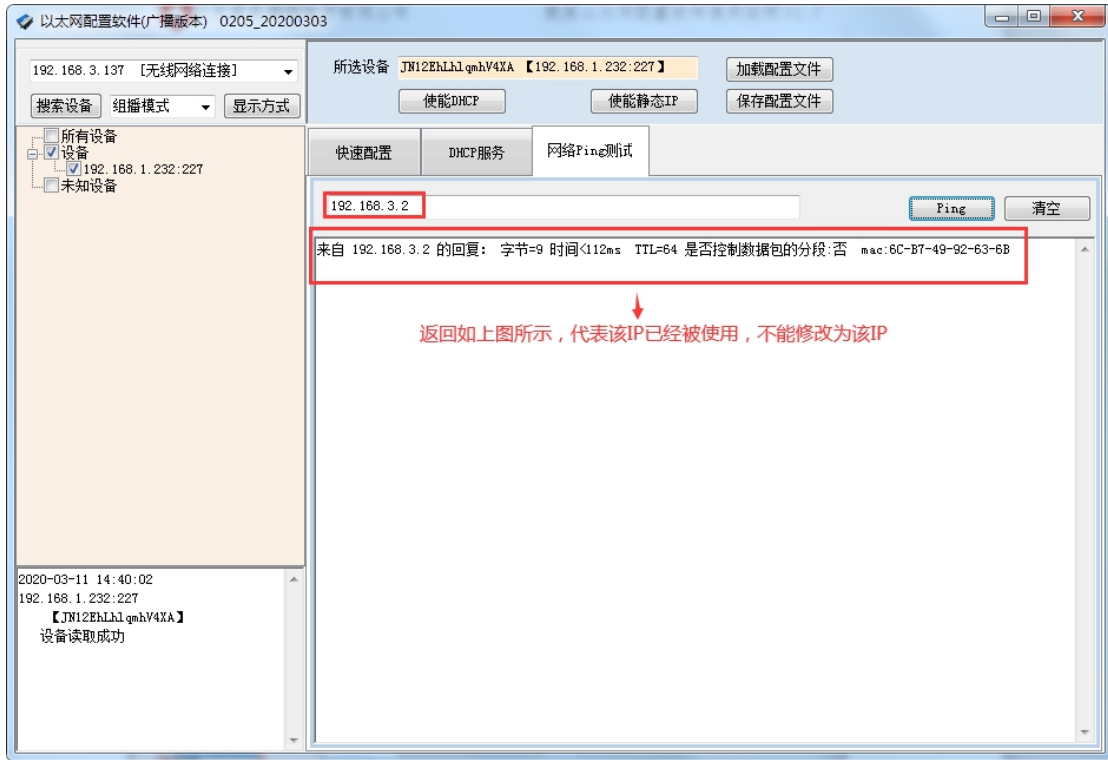 以太网配置软件(广播版本) 0205_20200303
192.168.3.137 [无线网络连接]
搜索设备 组播模式 显示方式
所有设备
设备
192.168.1.232:227
未知设备
2020-03-11 14:40:02
192.168.1.232:227
【JN12EhLhlqmhV4XA】
设备读取成功
所选设备 JN12EhLhlqmhV4XA 【192.168.1.232:227】 加载配置文件
使能DHCP 使能静态IP 保存配置文件
快速配置 DHCP服务 网络Ping测试
192.168.3.2 Ping 清空
来自 192.168.3.2 的回复: 字节=9 时间<112ms TTL=64 是否控制数据包的分段:否 mac:6C-B7-49-92-63-6B
返回如上图所示，代表该IP已经被使用，不能修改为该IP